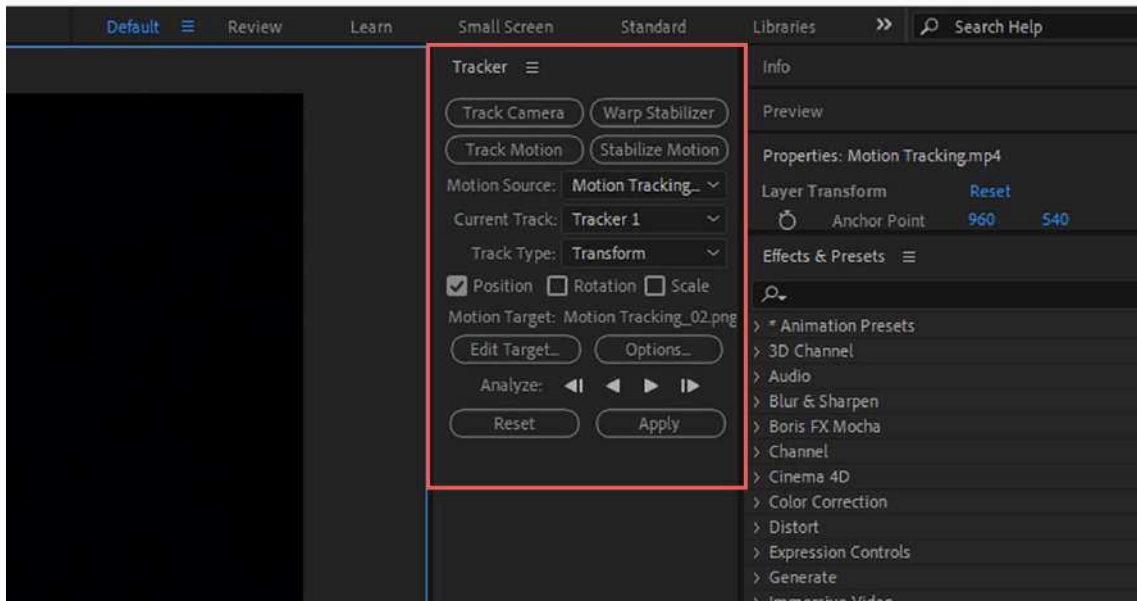 Default Review Learn Small Screen Standard Libraries Search Help
Tracker
Track Camera Warp Stabilizer
Track Motion Stabilize Motion
Motion Source: Motion Tracking...
Current Track: Tracker 1
Track Type: Transform
Position Rotation Scale
Motion Target: Motion Tracking_02.png
Edit Target... Options...
Analyze:
Reset Apply
Info
Preview
Properties: Motion Tracking.mp4
Layer Transform Reset
Anchor Point 960 540
Effects & Presets
* Animation Presets
3D Channel
Audio
Blur & Sharpen
Boris FX Mocha
Channel
Cinema 4D
Color Correction
Distort
Expression Controls
Generate
Immersive Video